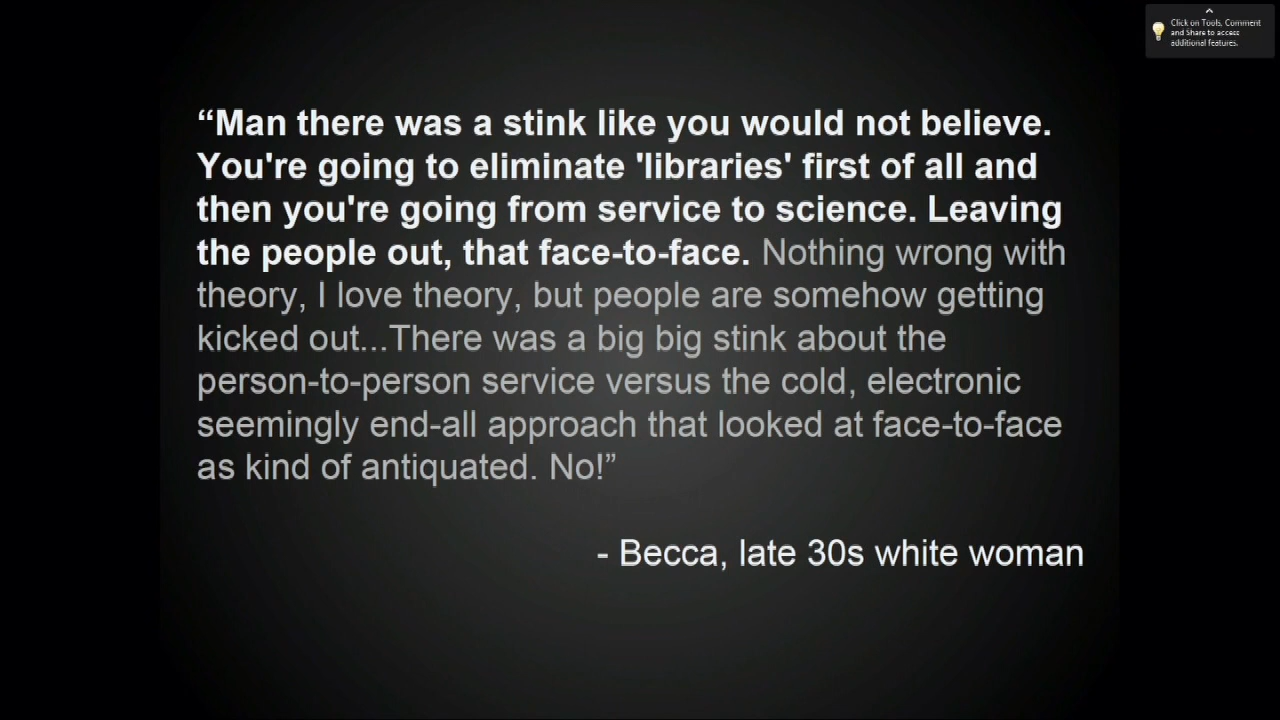 Click on Tools, Comment
and Share to access
additional features.
“Man there was a stink like you would not believe.
You're going to eliminate 'libraries' first of all and
then you're going from service to science. Leaving
the people out, that face-to-face. Nothing wrong with
theory, I love theory, but people are somehow getting
kicked out...There was a big big stink about the
person-to-person service versus the cold, electronic
seemingly end-all approach that looked at face-to-face
as kind of antiquated. No!”
- Becca, late 30s white woman